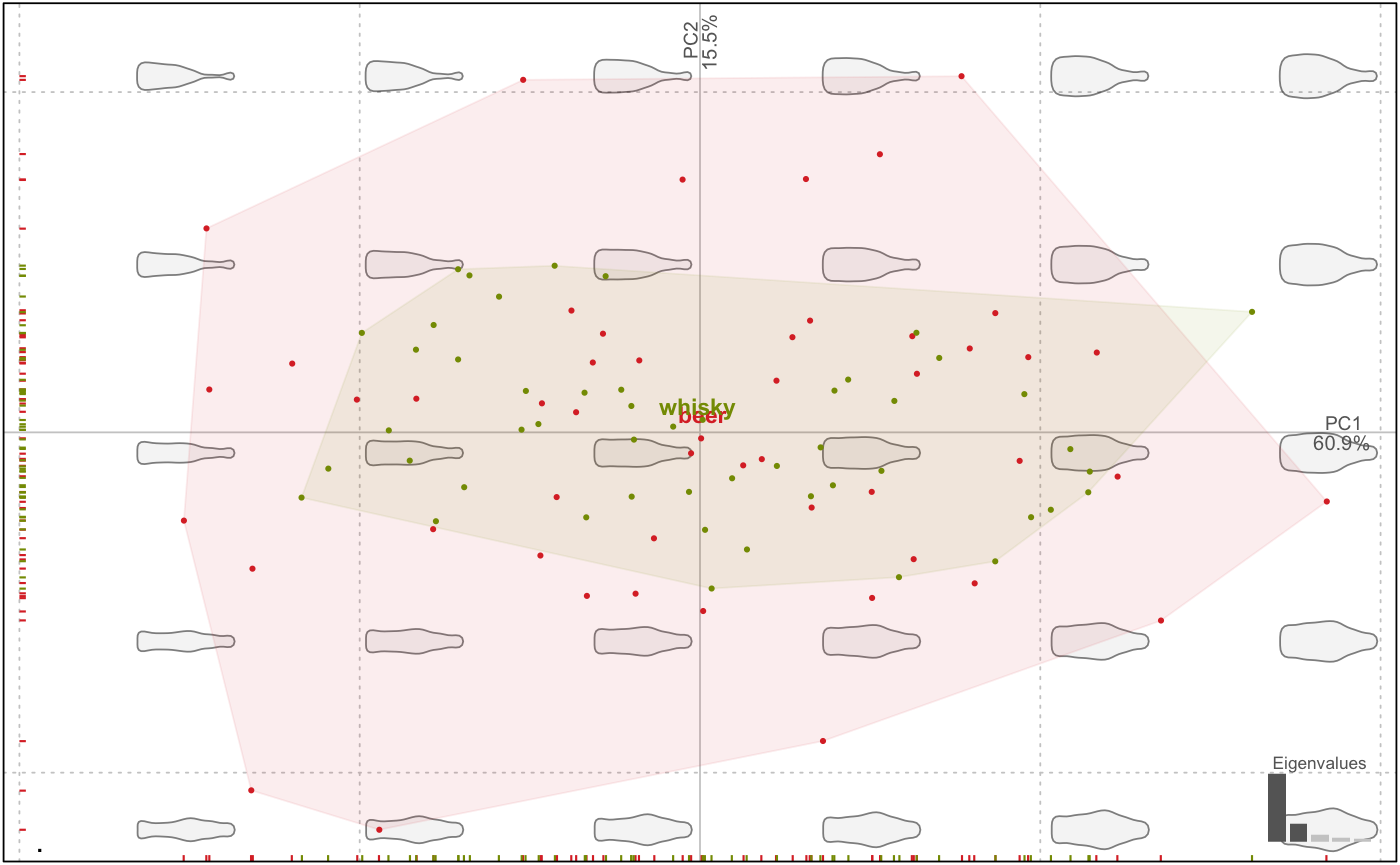 PC2
15.5%
whisky
beer
PC1
60.9%
Eigenvalues
.